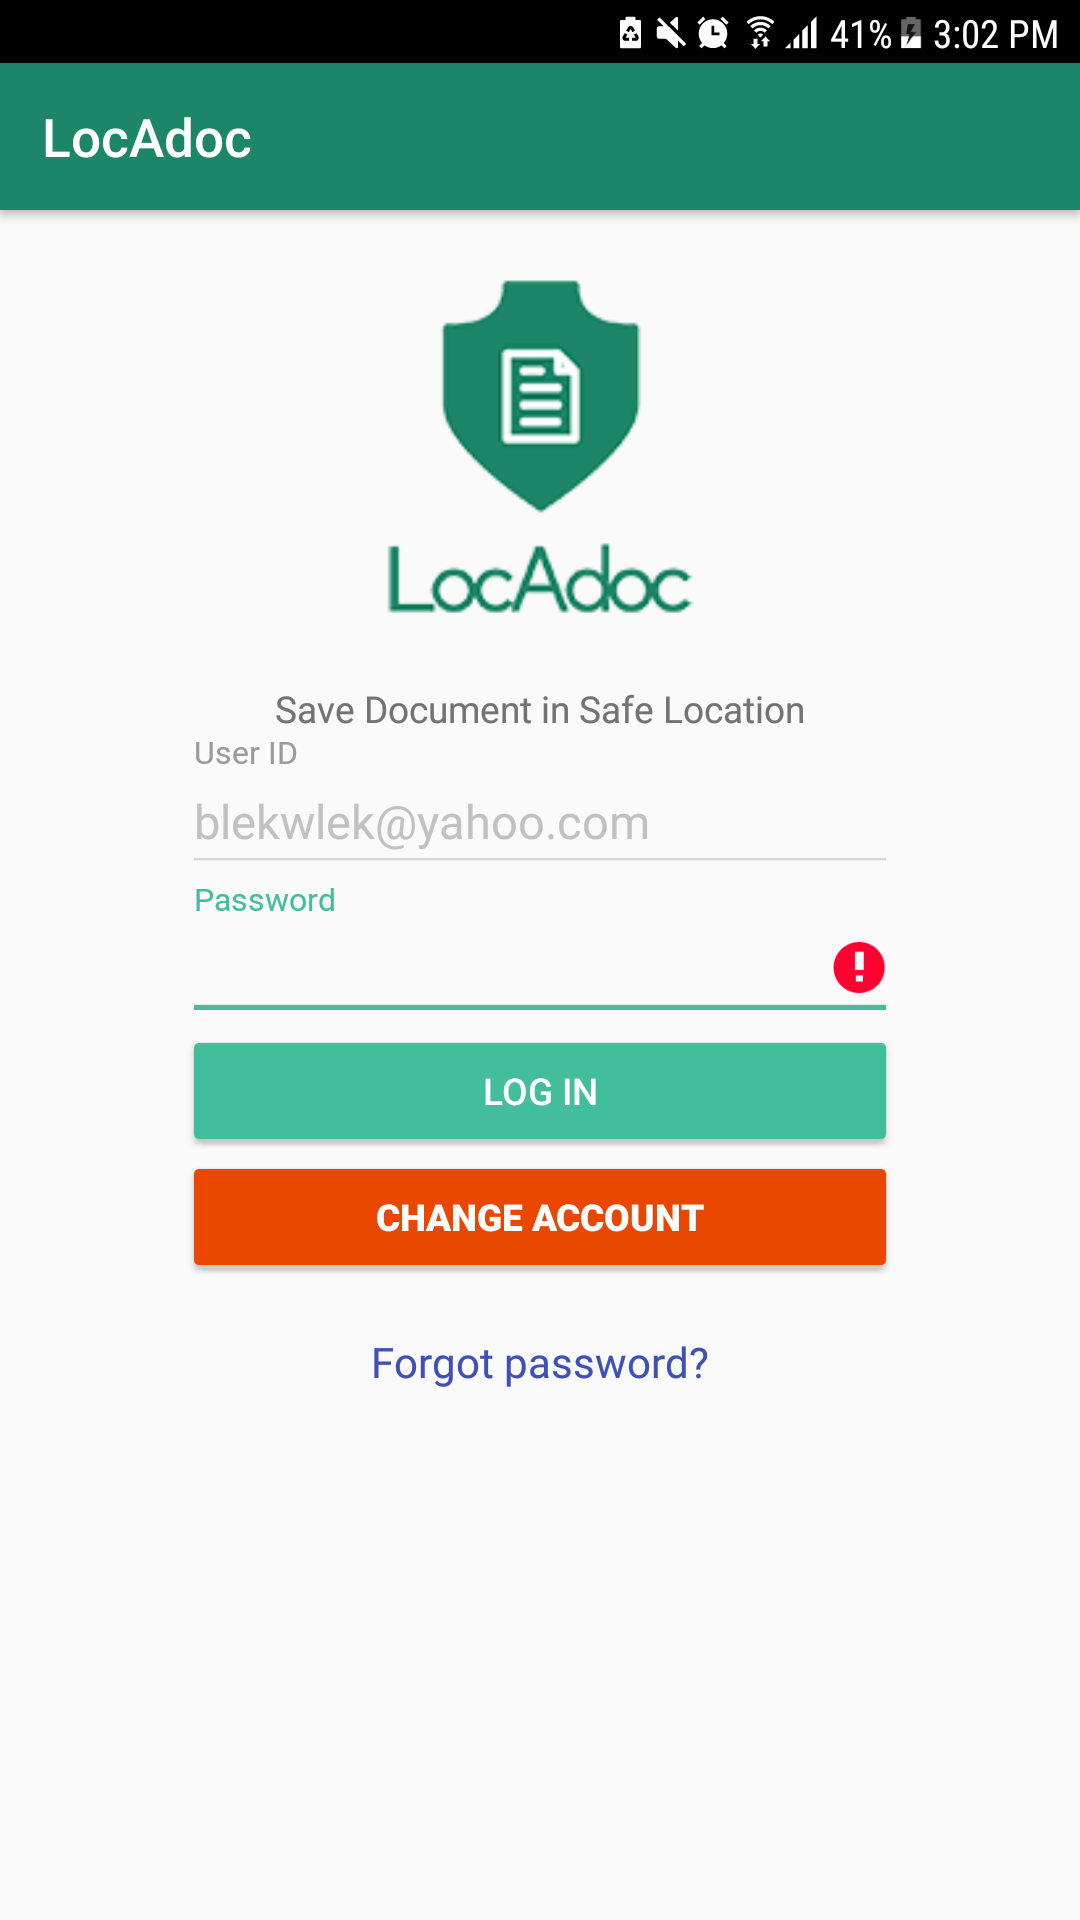 41% 3:02 PM
LocAdoc
LocAdoc
Save Document in Safe Location
User ID
blekwlek@yahoo.com
Password
LOG IN
CHANGE ACCOUNT
Forgot password?